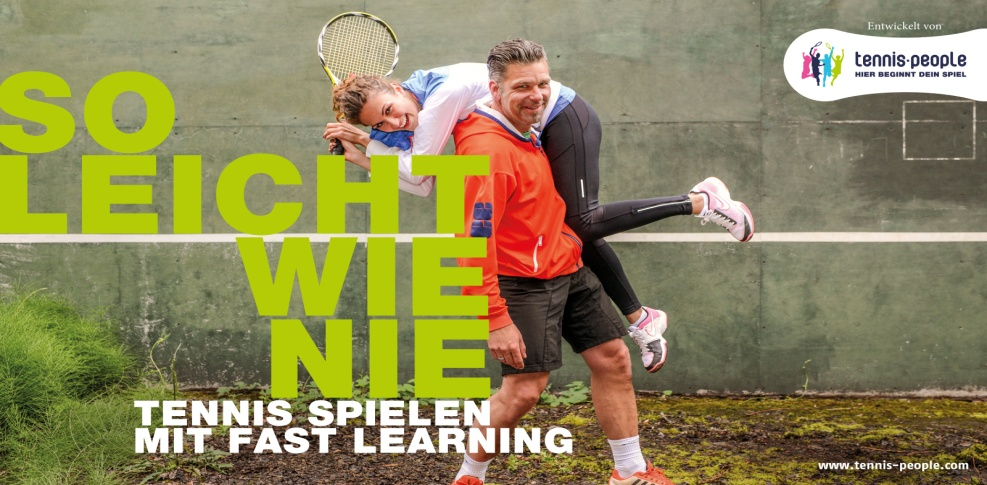 Entwickelt von
tennis-people
HIER BEGINNT DEIN SPIEL
SO
LEICHT
WIE
NIE
TENNIS SPIELEN
MIT FAST LEARNING
www.tennis-people.com